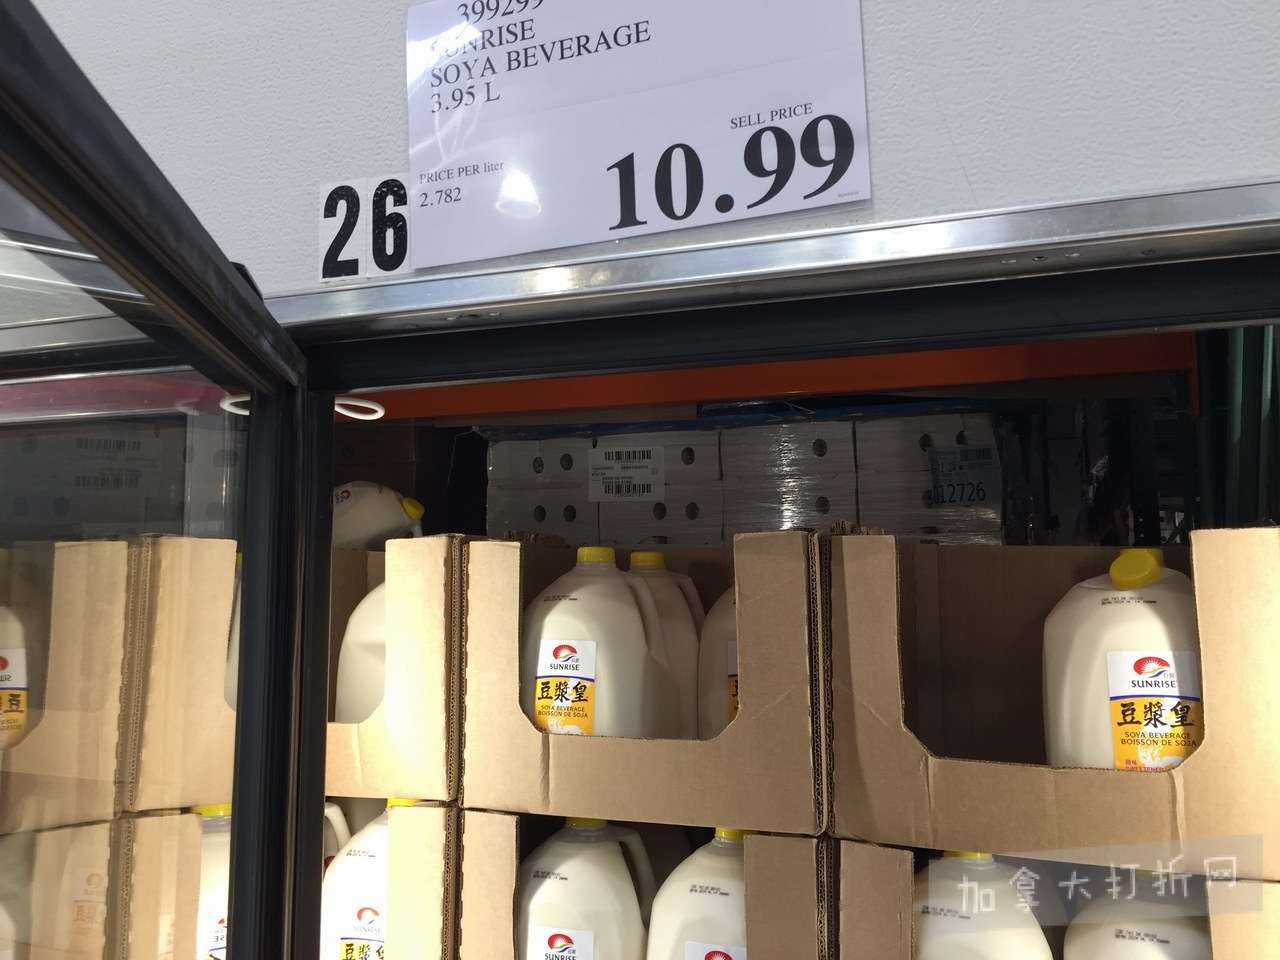 399299
SUNRISE
SOYA BEVERAGE
3.95 L
SELL PRICE
10.99
PRICE PER liter
2.782
26
012726
SUNRISE
豆漿皇
SOYA BEVERAGE
BOISSON DE SOJA
SUNRISE
豆漿皇
SOYA BEVERAGE
BOISSON DE SOJA
SUNRISE
加拿大打折网